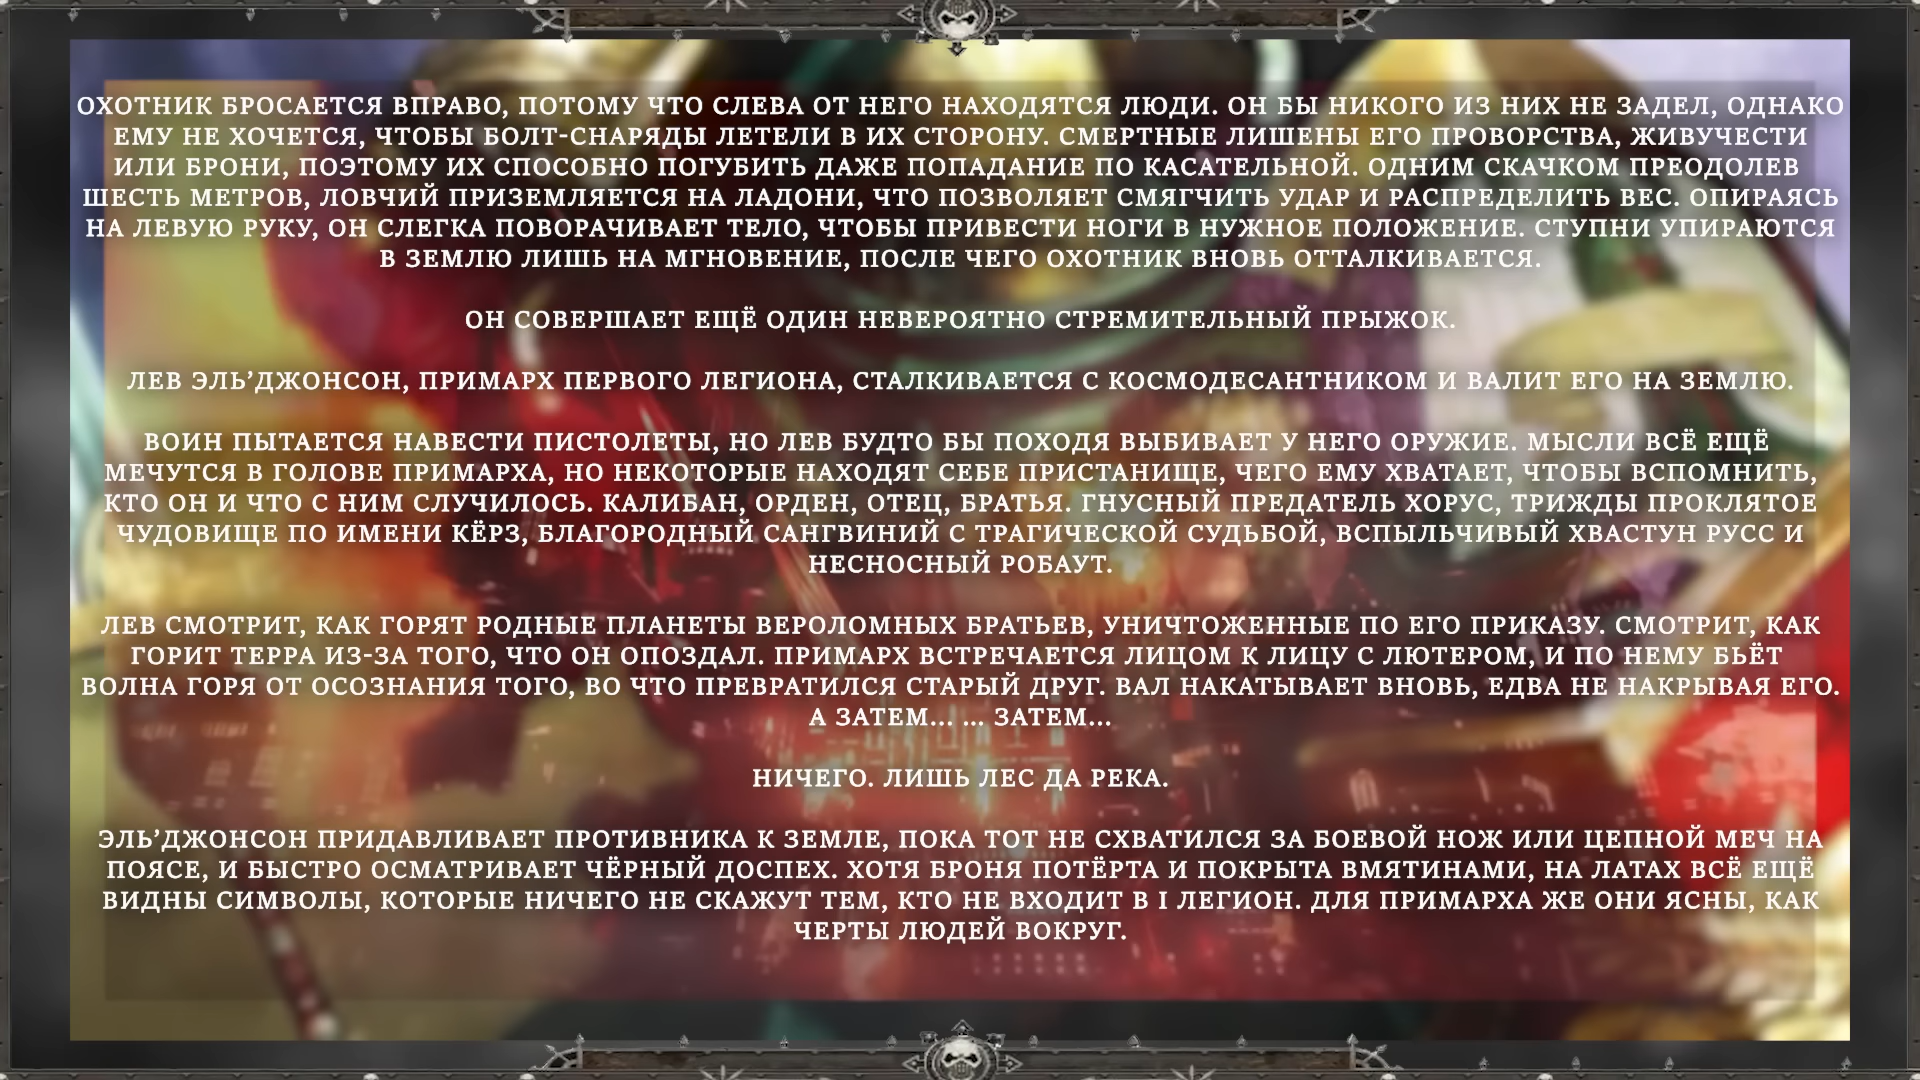 ОХОТНИК БРОСАЕТСЯ ВПРАВО, ПОТОМУ ЧТО СЛЕВА ОТ НЕГО НАХОДЯТСЯ ЛЮДИ. ОН БЫ НИКОГО ИЗ НИХ НЕ ЗАДЕЛ, ОДНАКО
ЕМУ НЕ ХОЧЕТСЯ, ЧТОБЫ БОЛТ-СНАРЯДЫ ЛЕТЕЛИ В ИХ СТОРОНУ. СМЕРТНЫЕ ЛИШЕНЫ ЕГО ПРОВОРСТВА, ЖИВУЧЕСТИ
ИЛИ БРОНИ, ПОЭТОМУ ИХ СПОСОБНО ПОГУБИТЬ ДАЖЕ ПОПАДАНИЕ ПО КАСАТЕЛЬНОЙ. ОДНИМ СКАЧКОМ ПРЕОДОЛЕВ
ШЕСТЬ МЕТРОВ, ЛОВЧИЙ ПРИЗЕМЛЯЕТСЯ НА ЛАДОНИ, ЧТО ПОЗВОЛЯЕТ СМЯГЧИТЬ УДАР И РАСПРЕДЕЛИТЬ ВЕС. ОПИРАЯСЬ
НА ЛЕВУЮ РУКУ, ОН СЛЕГКА ПОВОРАЧИВАЕТ ТЕЛО, ЧТОБЫ ПРИВЕСТИ НОГИ В НУЖНОЕ ПОЛОЖЕНИЕ. СТУПНИ УПИРАЮТСЯ
В ЗЕМЛЮ ЛИШЬ НА МГНОВЕНИЕ, ПОСЛЕ ЧЕГО ОХОТНИК ВНОВЬ ОТТАЛКИВАЕТСЯ.
ОН СОВЕРШАЕТ ЕЩЁ ОДИН НЕВЕРОЯТНО СТРЕМИТЕЛЬНЫЙ ПРЫЖОК.
ЛЕВ ЭЛЬ’ДЖОНСОН, ПРИМАРХ ПЕРВОГО ЛЕГИОНА, СТАЛКИВАЕТСЯ С КОСМОДЕСАНТНИКОМ И ВАЛИТ ЕГО НА ЗЕМЛЮ.
ВОИН ПЫТАЕТСЯ НАВЕСТИ ПИСТОЛЕТЫ, НО ЛЕВ БУДТО БЫ ПОХОДЯ ВЫБИВАЕТ У НЕГО ОРУЖИЕ. МЫСЛИ ВСЁ ЕЩЁ
МЕЧУТСЯ В ГОЛОВЕ ПРИМАРХА, НО НЕКОТОРЫЕ НАХОДЯТ СЕБЕ ПРИСТАНИЩЕ, ЧЕГО ЕМУ ХВАТАЕТ, ЧТОБЫ ВСПОМНИТЬ,
КТО ОН И ЧТО С НИМ СЛУЧИЛОСЬ. КАЛИБАН, ОРДЕН, ОТЕЦ, БРАТЬЯ. ГНУСНЫЙ ПРЕДАТЕЛЬ ХОРУС, ТРИЖДЫ ПРОКЛЯТОЕ
ЧУДОВИЩЕ ПО ИМЕНИ КЁРЗ, БЛАГОРОДНЫЙ САНГВИНИЙ С ТРАГИЧЕСКОЙ СУДЬБОЙ, ВСПЫЛЬЧИВЫЙ ХВАСТУН РУСС И
НЕСНОСНЫЙ РОБАУТ.
ЛЕВ СМОТРИТ, КАК ГОРЯТ РОДНЫЕ ПЛАНЕТЫ ВЕРОЛОМНЫХ БРАТЬЕВ, УНИЧТОЖЕННЫЕ ПО ЕГО ПРИКАЗУ. СМОТРИТ, КАК
ГОРИТ ТЕРРА ИЗ-ЗА ТОГО, ЧТО ОН ОПОЗДАЛ. ПРИМАРХ ВСТРЕЧАЕТСЯ ЛИЦОМ К ЛИЦУ С ЛЮТЕРОМ, И ПО НЕМУ БЬЁТ
ВОЛНА ГОРЯ ОТ ОСОЗНАНИЯ ТОГО, ВО ЧТО ПРЕВРАТИЛСЯ СТАРЫЙ ДРУГ. ВАЛ НАКАТЫВАЕТ ВНОВЬ, ЕДВА НЕ НАКРЫВАЯ ЕГО.
А ЗАТЕМ... ... ЗАТЕМ...
НИЧЕГО. ЛИШЬ ЛЕС ДА РЕКА.
ЭЛЬ’ДЖОНСОН ПРИДАВЛИВАЕТ ПРОТИВНИКА К ЗЕМЛЕ, ПОКА ТОТ НЕ СХВАТИЛСЯ ЗА БОЕВОЙ НОЖ ИЛИ ЦЕПНОЙ МЕЧ НА
ПОЯСЕ, И БЫСТРО ОСМАТРИВАЕТ ЧЁРНЫЙ ДОСПЕХ. ХОТЯ БРОНЯ ПОТЁРТА И ПОКРЫТА ВМЯТИНАМИ, НА ЛАТАХ ВСЁ ЕЩЁ
ВИДНЫ СИМВОЛЫ, КОТОРЫЕ НИЧЕГО НЕ СКАЖУТ ТЕМ, КТО НЕ ВХОДИТ В I ЛЕГИОН. ДЛЯ ПРИМАРХА ЖЕ ОНИ ЯСНЫ, КАК
ЧЕРТЫ ЛЮДЕЙ ВОКРУГ.